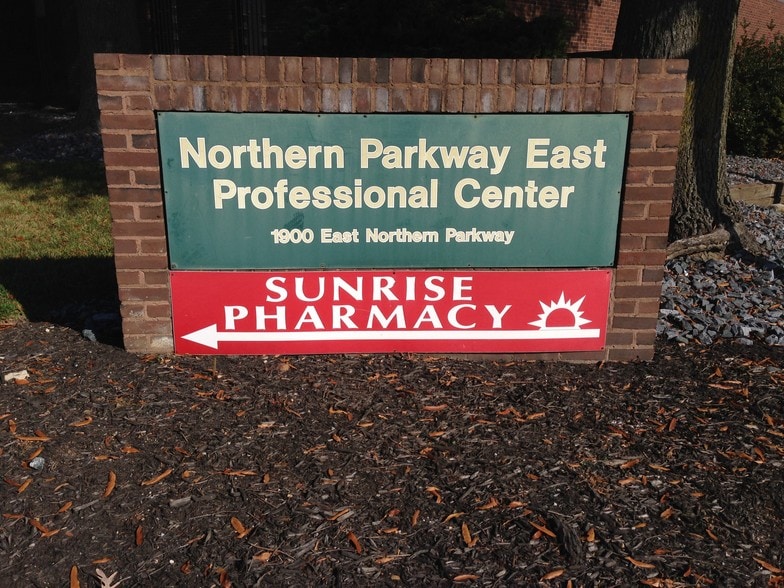 Northern Parkway East
Professional Center
1900 East Northern Parkway
SUNRISE
PHARMACY